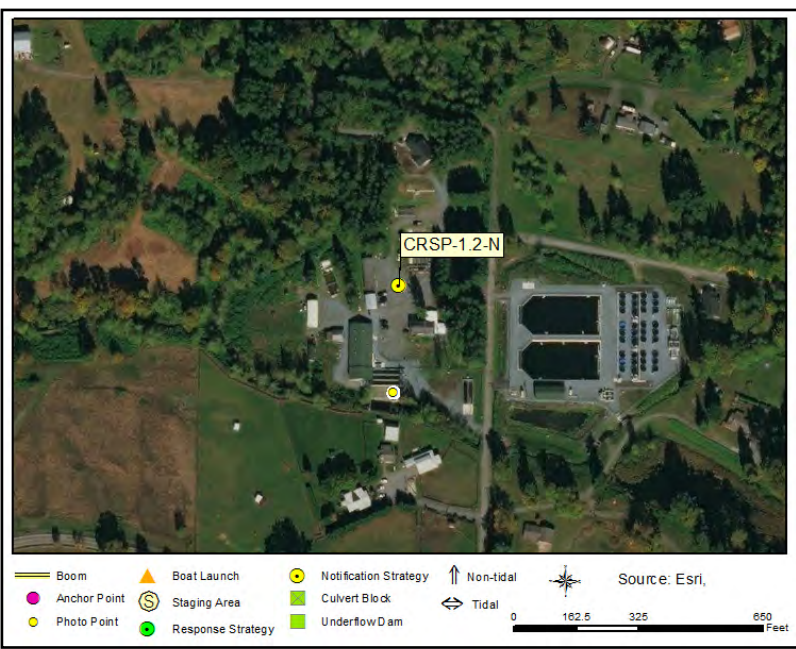 CRSP-1.2-N
Boom
Boat Launch
Notification Strategy
Non-tidal
Source: Esri,
Anchor Point
S
Staging Area
Culvert Block
Tidal
Photo Point
Response Strategy
Underflow Dam
0 162.5 325 650
Feet